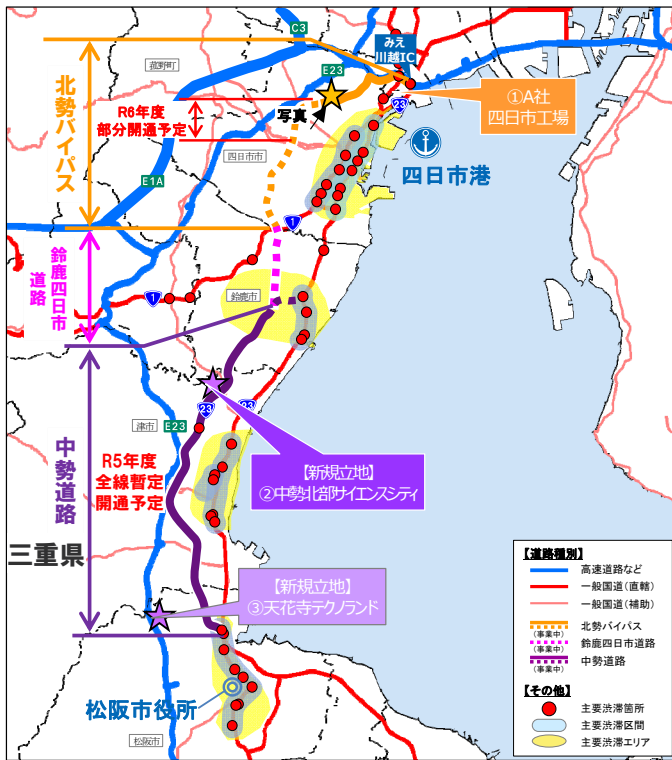 C3
みえ
川越IC
菰野町
E23
北勢バイパス
R6年度
部分開通予定
写真
23
①A社
四日市工場
四日市市
四日市港
E1A
1
鈴鹿四日市
道路
1
鈴鹿市
23
23
津市
E23
中勢道路
R5年度
全線暫定
開通予定
【新規立地】
②中勢北部サイエンスシティ
三重県
【新規立地】
③天花寺テクノランド
松阪市役所
松阪市
【道路種別】
高速道路など
一般国道（直轄）
一般国道（補助）
北勢バイパス
（事業中）
鈴鹿四日市道路
（事業中）
中勢道路
（事業中）
【その他】
主要渋滞箇所
主要渋滞区間
主要渋滞エリア